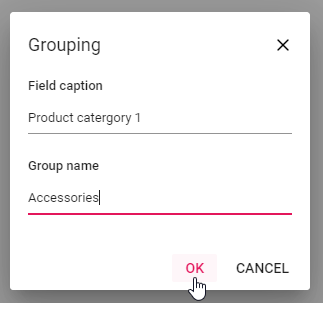 Grouping
Field caption
Product catergory 1
Group name
Accessories
OK CANCEL